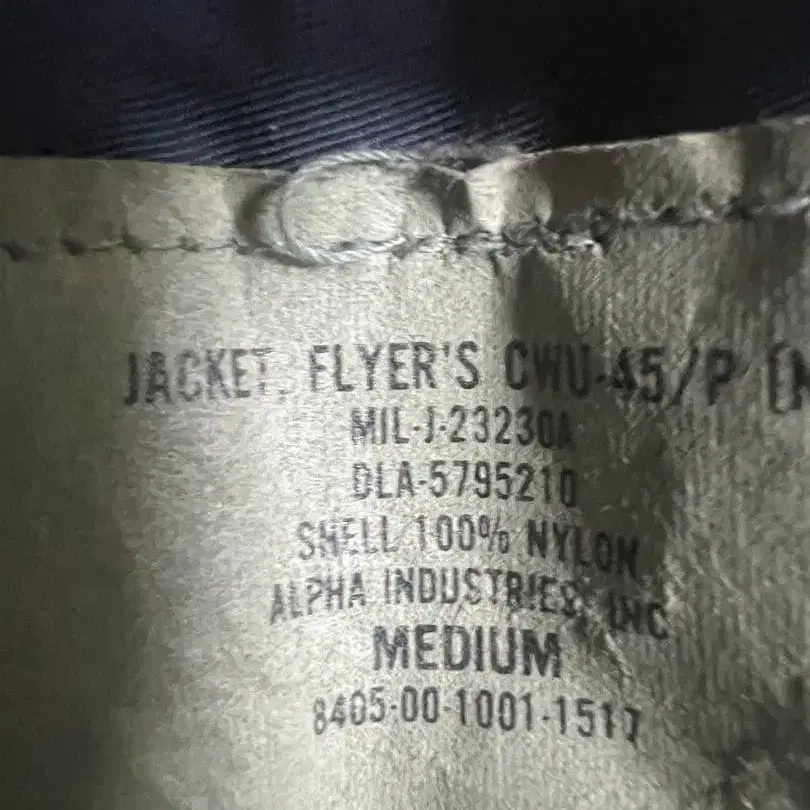 JACKET, FLYER'S CWU-45/P
MIL-J-23230A
DLA-5795210
SHELL 100% NYLON
ALPHA INDUSTRIES, INC
MEDIUM
8405-00-1001-1517